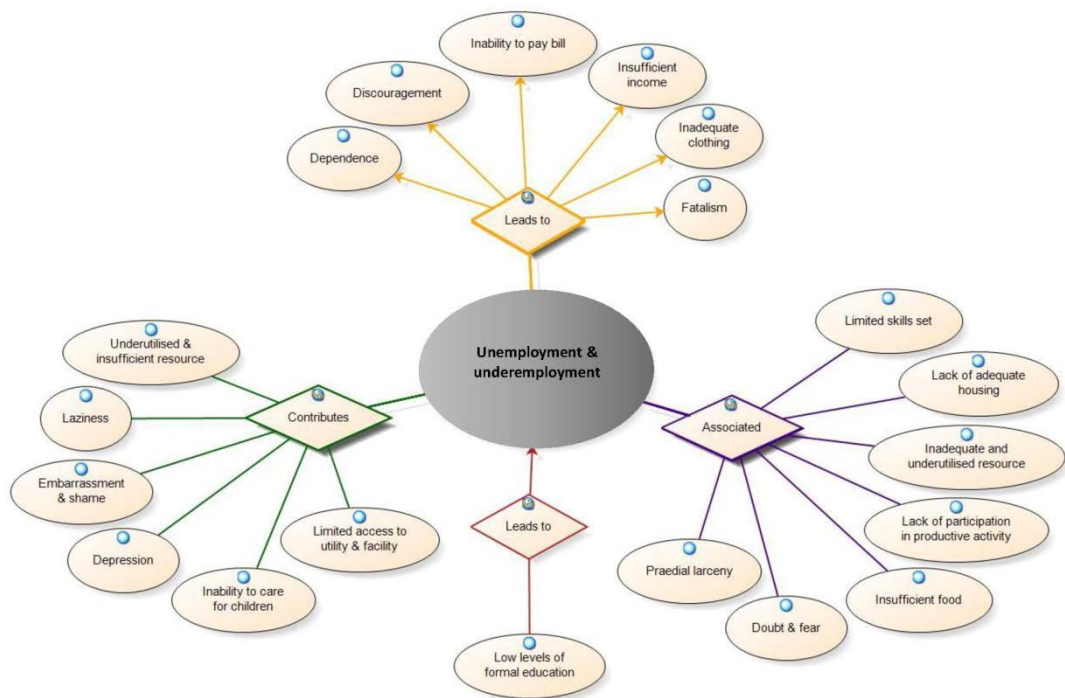 Inability to pay bill
Insufficient
income
Discouragement
Inadequate
clothing
Dependence
Fatalism
Leads to
Unemployment &
underemployment
Underutilised &
insufficient resource
Laziness
Contributes
Embarrassment
& shame
Depression
Inability to care
for children
Limited access to
utility & facility
Leads to
Low levels of
formal education
Limited skills set
Lack of adequate
housing
Associated
Inadequate and
underutilised resource
Lack of participation
in productive activity
Insufficient food
Doubt & fear
Praedial larceny